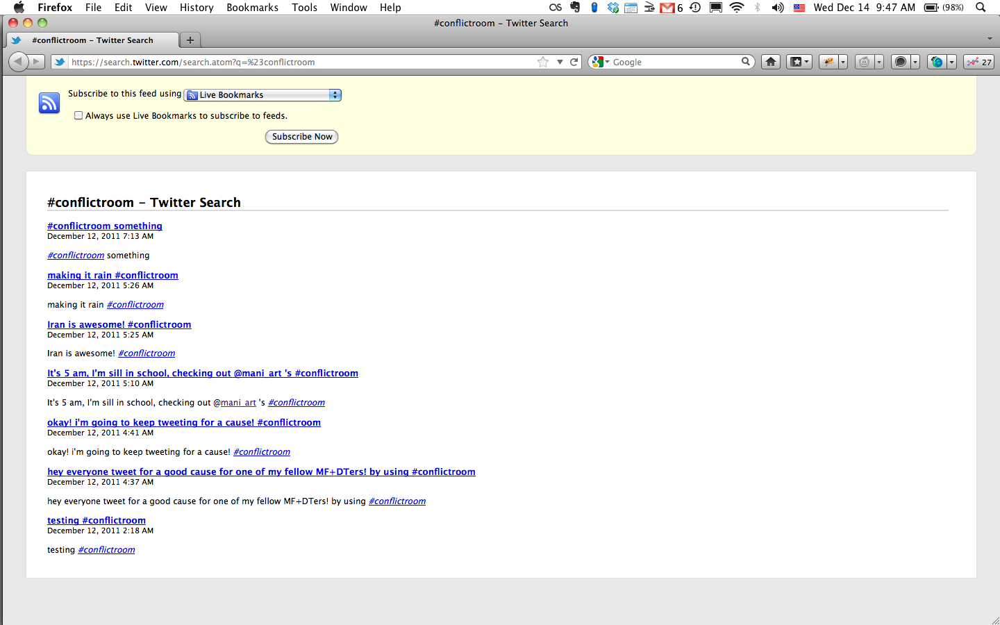 Firefox File Edit View History Bookmarks Tools Window Help 6 Wed Dec 14 9:47 AM (98%)
#conflictroom – Twitter Search
#conflictroom – Twitter Search
https://search.twitter.com/search.atom?q=%23conflictroom Google 27
Subscribe to this feed using Live Bookmarks
Always use Live Bookmarks to subscribe to feeds.
Subscribe Now
#conflictroom – Twitter Search
#conflictroom something
December 12, 2011 7:13 AM
#conflictroom something
making it rain #conflictroom
December 12, 2011 5:26 AM
making it rain #conflictroom
Iran is awesome! #conflictroom
December 12, 2011 5:25 AM
Iran is awesome! #conflictroom
It's 5 am, I'm sill in school, checking out @mani_art 's #conflictroom
December 12, 2011 5:10 AM
It's 5 am, I'm sill in school, checking out @mani_art 's #conflictroom
okay! i'm going to keep tweeting for a cause! #conflictroom
December 12, 2011 4:41 AM
okay! i'm going to keep tweeting for a cause! #conflictroom
hey everyone tweet for a good cause for one of my fellow MF+DTers! by using #conflictroom
December 12, 2011 4:37 AM
hey everyone tweet for a good cause for one of my fellow MF+DTers! by using #conflictroom
testing #conflictroom
December 12, 2011 2:18 AM
testing #conflictroom